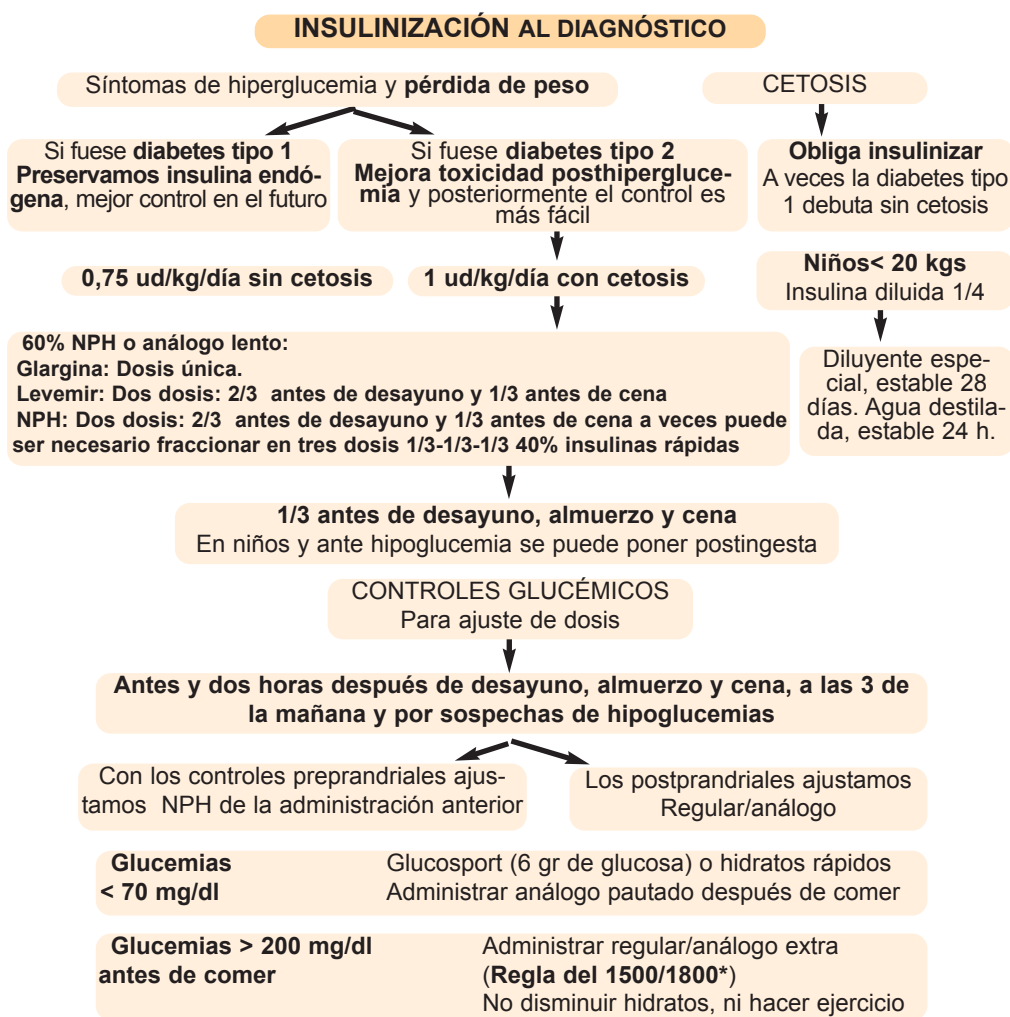 INSULINIZACIÓN AL DIAGNÓSTICO
Síntomas de hiperglucemia y pérdida de peso
CETOSIS
Si fuese diabetes tipo 1
Preservamos insulina endó-
gena, mejor control en el futuro
Si fuese diabetes tipo 2
Mejora toxicidad posthipergluce-
mia y posteriormente el control es
más fácil
Obliga insulinizar
A veces la diabetes tipo
1 debuta sin cetosis
0,75 ud/kg/día sin cetosis
1 ud/kg/día con cetosis
Niños< 20 kgs
Insulina diluida 1/4
60% NPH o análogo lento:
Glargina: Dosis única.
Levemir: Dos dosis: 2/3 antes de desayuno y 1/3 antes de cena
NPH: Dos dosis: 2/3 antes de desayuno y 1/3 antes de cena a veces puede
ser necesario fraccionar en tres dosis 1/3-1/3-1/3 40% insulinas rápidas
Diluyente espe-
cial, estable 28
días. Agua destila-
da, estable 24 h.
1/3 antes de desayuno, almuerzo y cena
En niños y ante hipoglucemia se puede poner postingesta
CONTROLES GLUCÉMICOS
Para ajuste de dosis
Antes y dos horas después de desayuno, almuerzo y cena, a las 3 de
la mañana y por sospechas de hipoglucemias
Con los controles preprandriales ajus-
tamos NPH de la administración anterior
Los postprandriales ajustamos
Regular/análogo
Glucemias
< 70 mg/dl
Glucosport (6 gr de glucosa) o hidratos rápidos
Administrar análogo pautado después de comer
Glucemias > 200 mg/dl
antes de comer
Administrar regular/análogo extra
(Regla del 1500/1800*)
No disminuir hidratos, ni hacer ejercicio